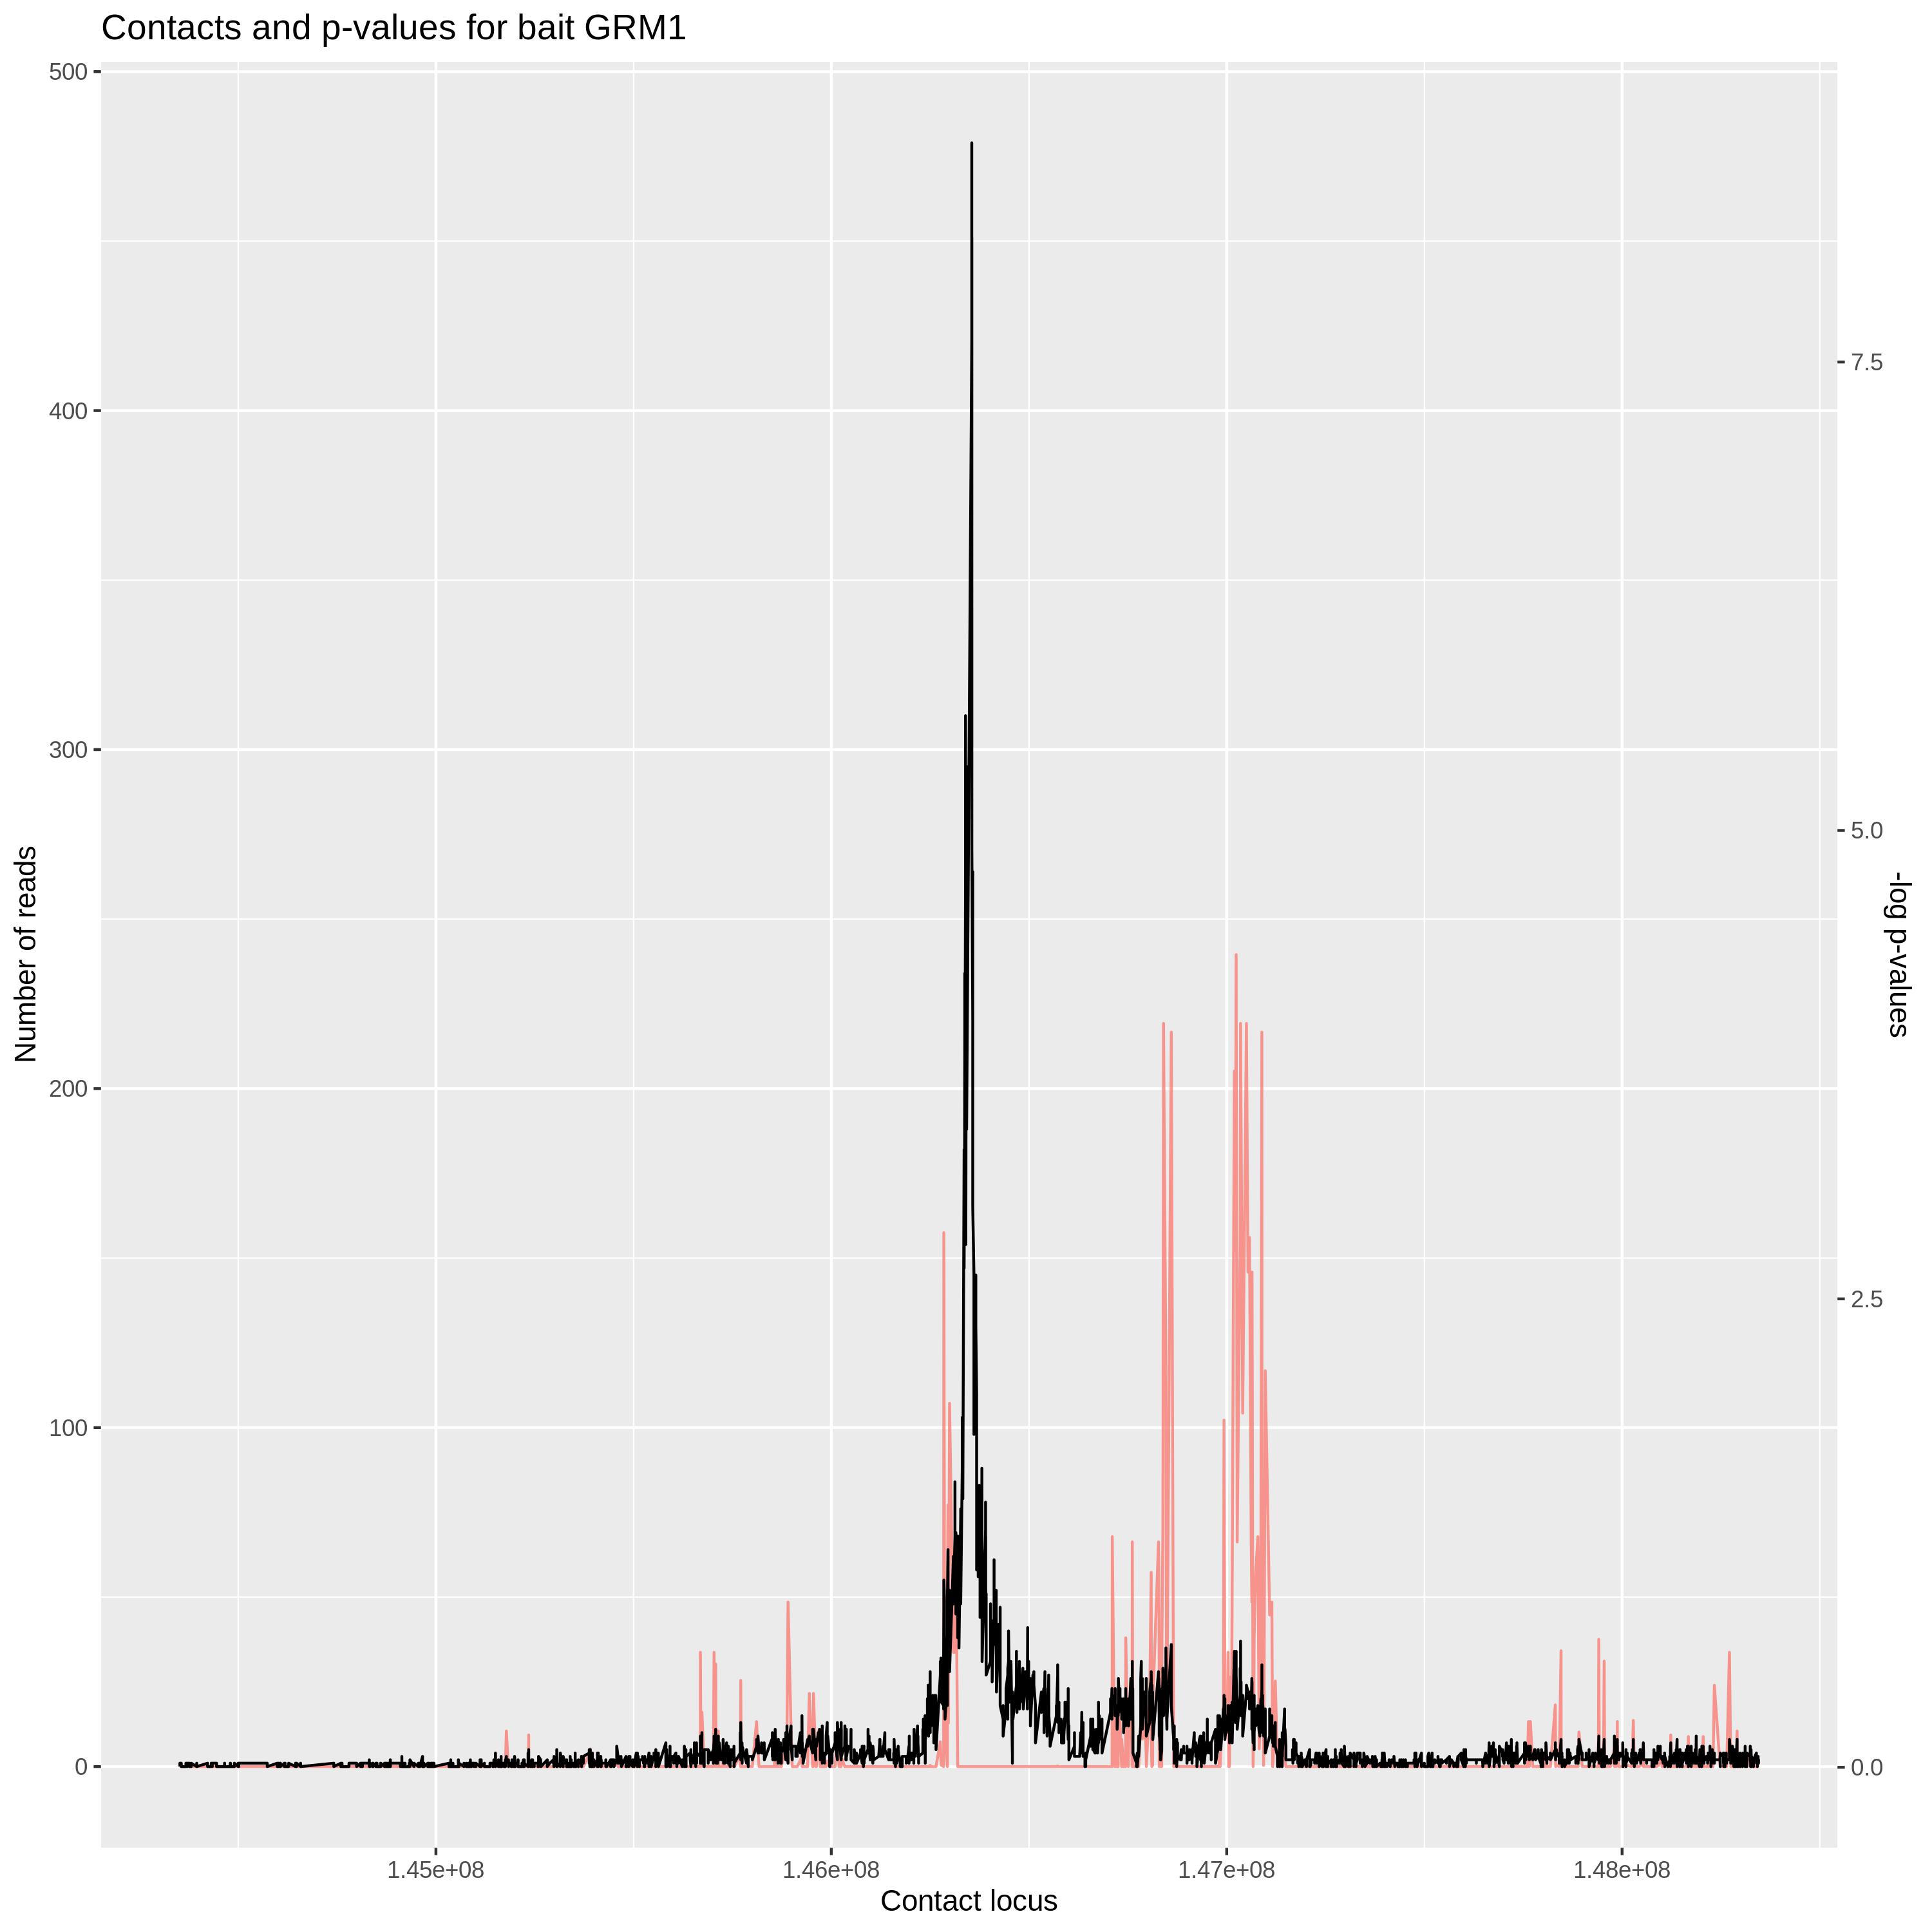 Contacts and p-values for bait GRM1
500
400
300
200
100
0
Number of reads
7.5
5.0
2.5
0.0
-log p-values
1.45e+08
1.46e+08
1.47e+08
1.48e+08
Contact locus